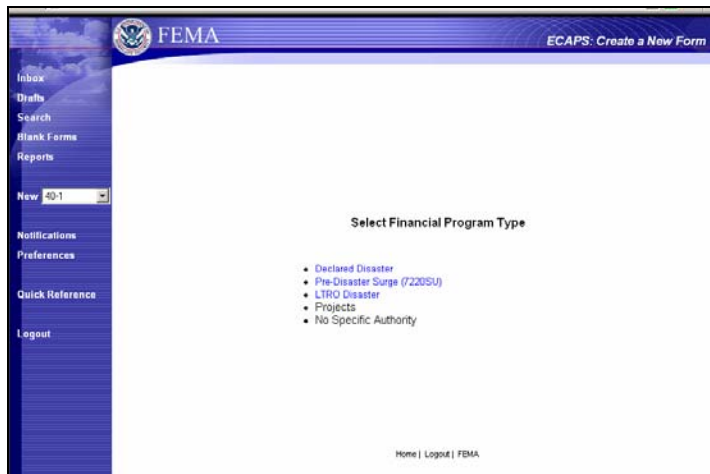 FEMA
ECAPS: Create a New Form
Inbox
Drafts
Search
Blank Forms
Reports
New 40-1
Notifications
Preferences
Quick Reference
Logout
Select Financial Program Type
Declared Disaster
Pre-Disaster Surge (7220SU)
LTRO Disaster
Projects
No Specific Authority
Home | Logout | FEMA